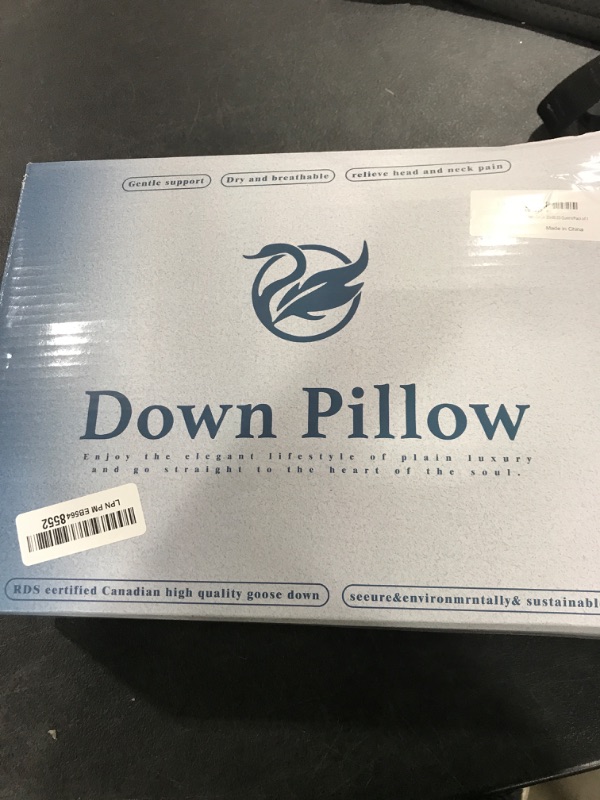 Gentle support
Dry and breathable
relieve head and neck pain
Made in China
Down Pillow
Enjoy the elegant lifestyle of plain luxury
and go straight to the heart of the soul.
LPN PM EB5648552
RDS eertified Canadian high quality goose down
seeure&environmrntally& sustainabl